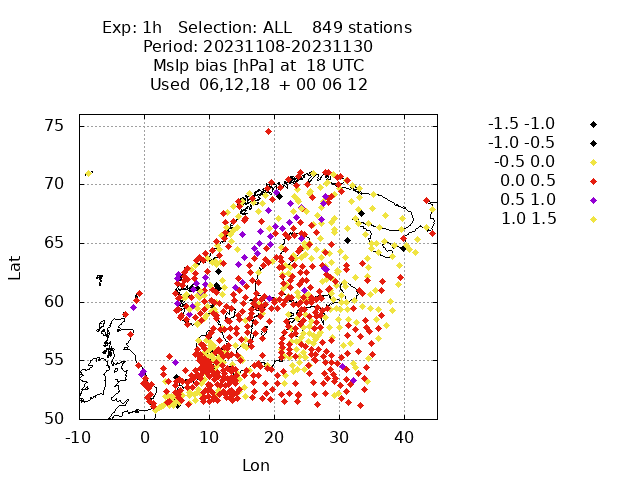 Exp: 1h   Selection: ALL    849 stations
Period: 20231108-20231130
Mslp bias [hPa] at  18 UTC
Used  06,12,18  + 00 06 12
-1.5 -1.0
-1.0 -0.5
-0.5 0.0
0.0 0.5
0.5 1.0
1.0 1.5
75
70
65
60
55
50
Lat
-10 0 10 20 30 40
Lon